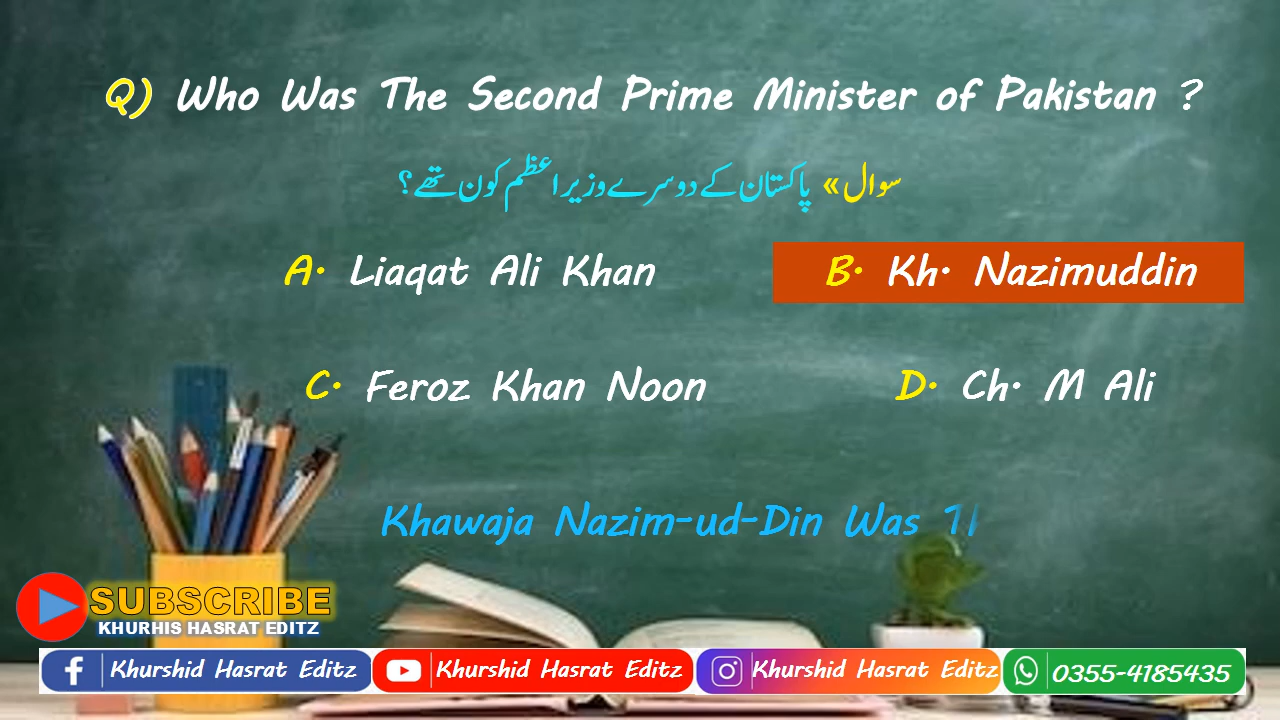 Q) Who Was The Second Prime Minister of Pakistan ?
سوال» پاکستان کے دوسرے وزیراعظم کون تھے؟
A. Liaqat Ali Khan
B. Kh. Nazimuddin
C. Feroz Khan Noon
D. Ch. M Ali
Khawaja Nazim-ud-Din Was
SUBSCRIBE
KHURHIS HASRAT EDITZ
Khurshid Hasrat Editz
Khurshid Hasrat Editz
Khurshid Hasrat Editz
0355-4185435